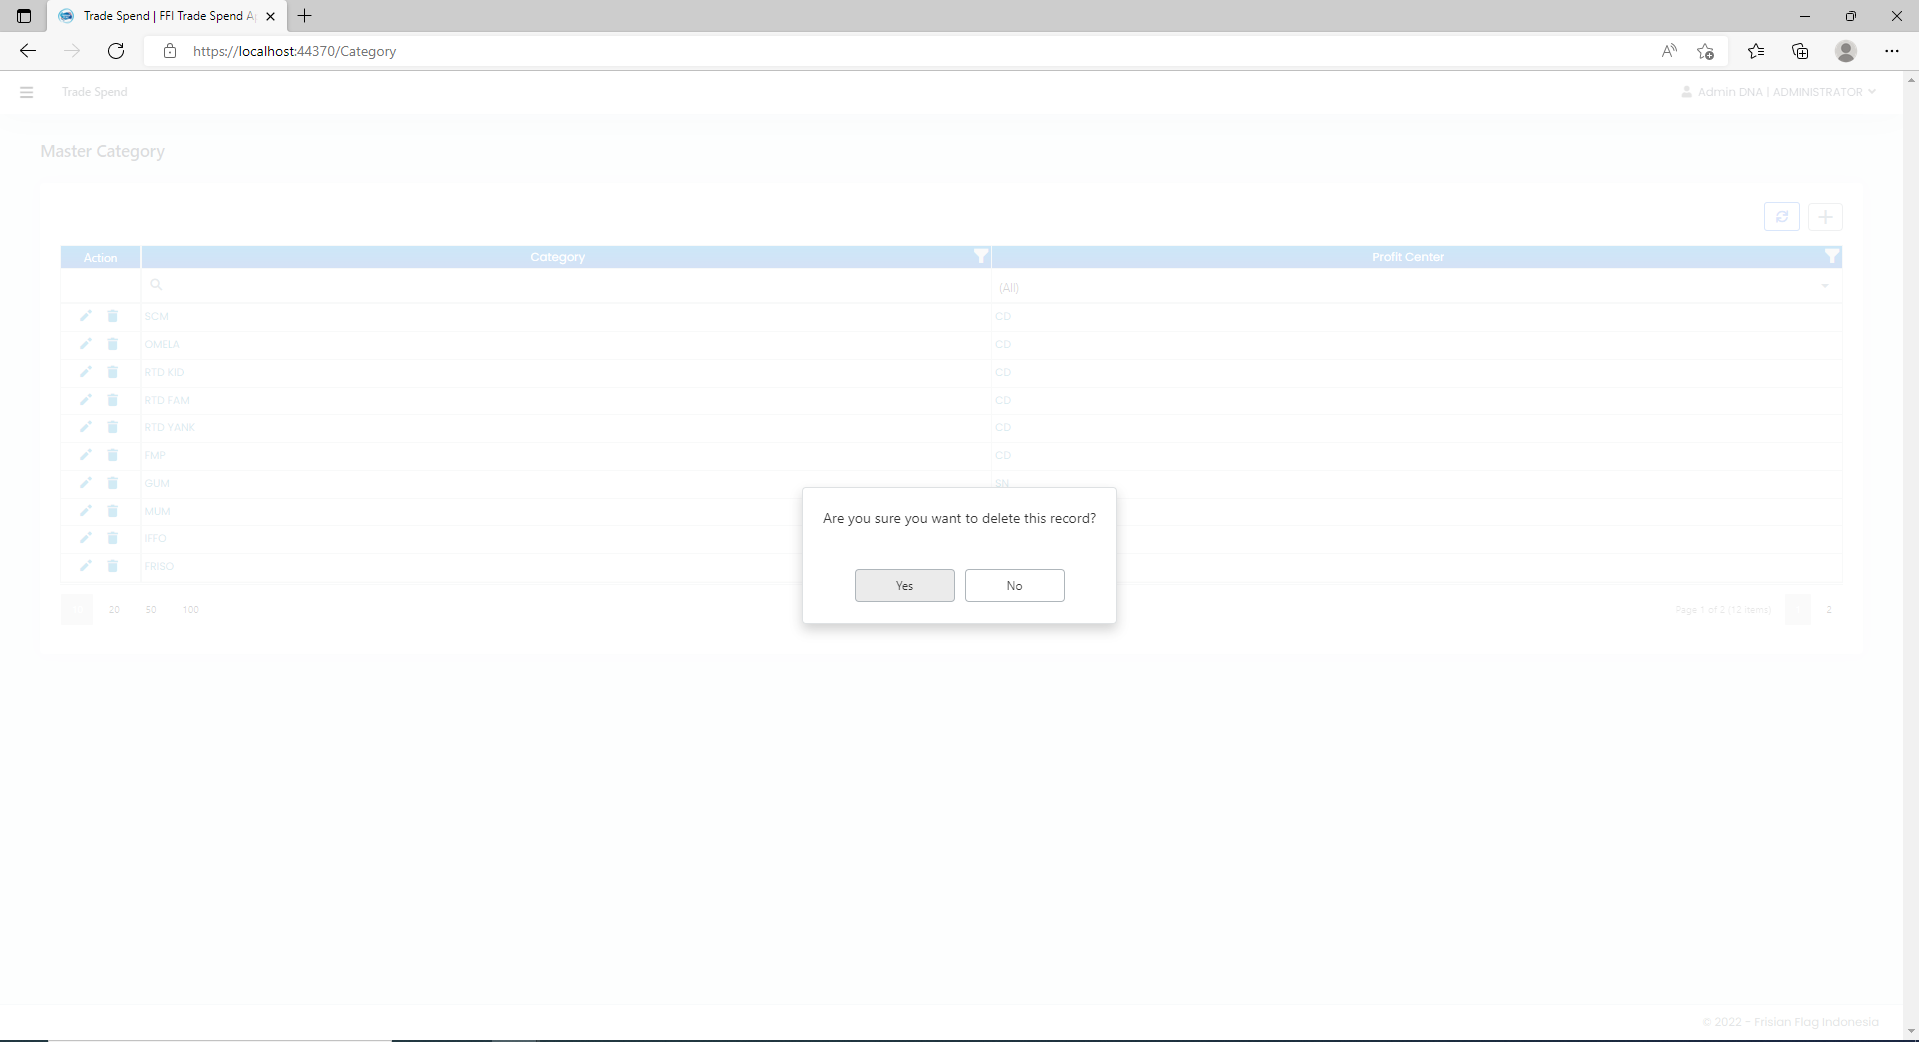 Trade Spend | FFI Trade Spend Ap
https://localhost:44370/Category
Trade Spend
Admin DNA | ADMINISTRATOR
Master Category
Action Category Profit Center
(All)
SCM CD
OMELA CD
RTD KID CD
RTD FAM CD
RTD YANK CD
FMP CD
GUM SN
MUM
IFFO
FRISO
Are you sure you want to delete this record?
Yes No
20 50 100
Page 1 of 2 (12 items) 2
© 2022 - Frisian Flag Indonesia